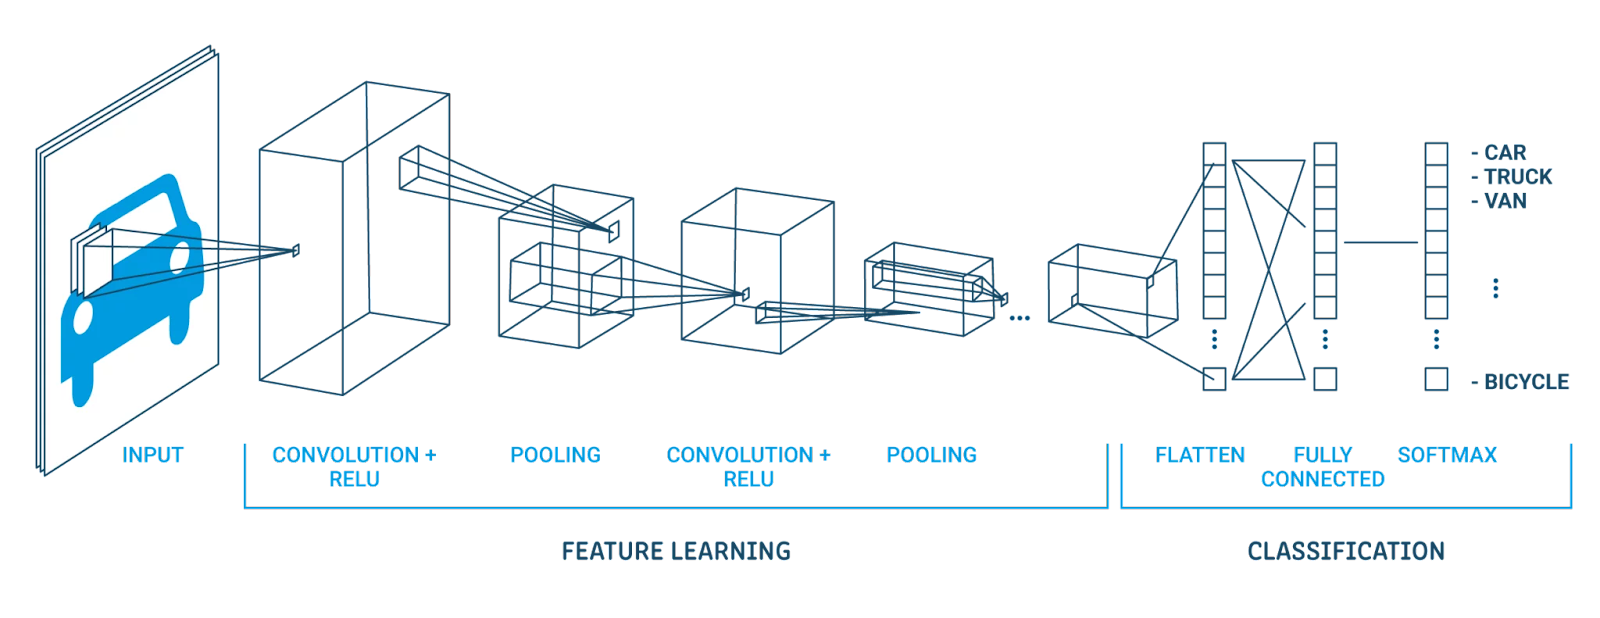 - CAR
- TRUCK
- VAN
- BICYCLE
INPUT
CONVOLUTION +
RELU
POOLING
CONVOLUTION +
RELU
POOLING
FLATTEN
FULLY
CONNECTED
SOFTMAX
FEATURE LEARNING
CLASSIFICATION